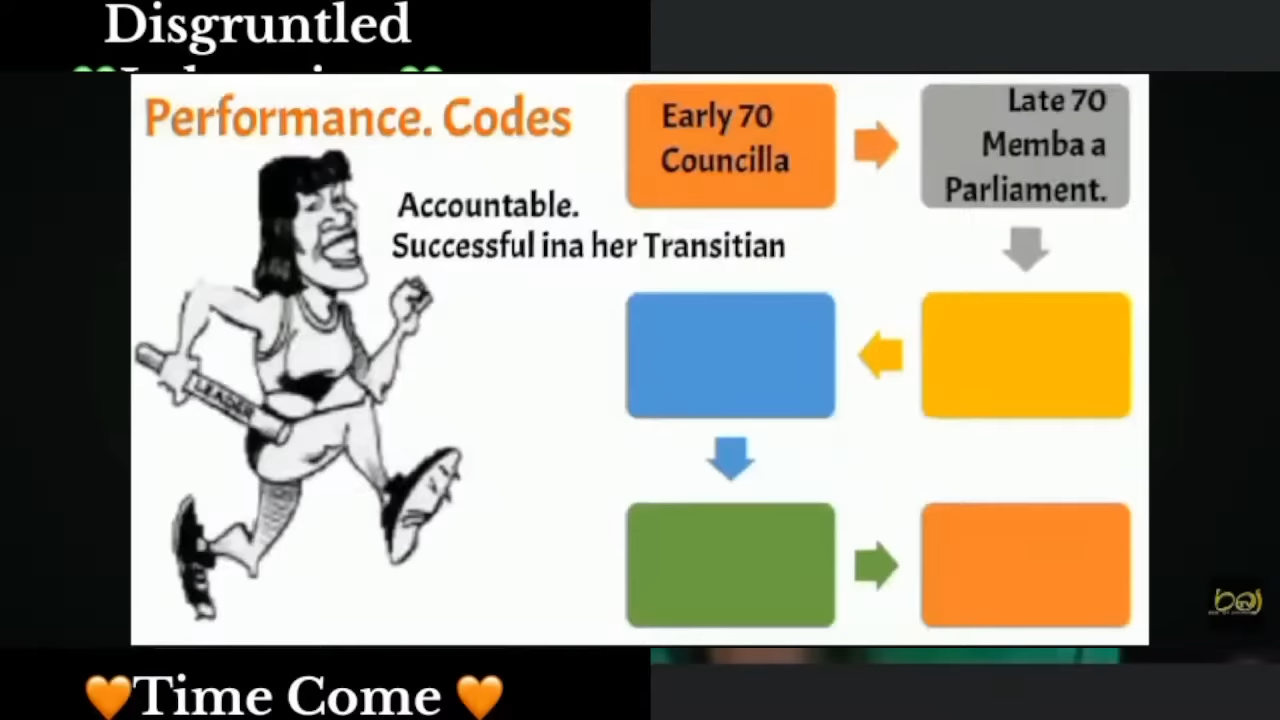 Disgruntled
Performance. Codes
Early 70
Councilla
Late 70
Memba a
Parliament.
Accountable.
Successful ina her Transitian
LEADER
🧡Time Come 🧡